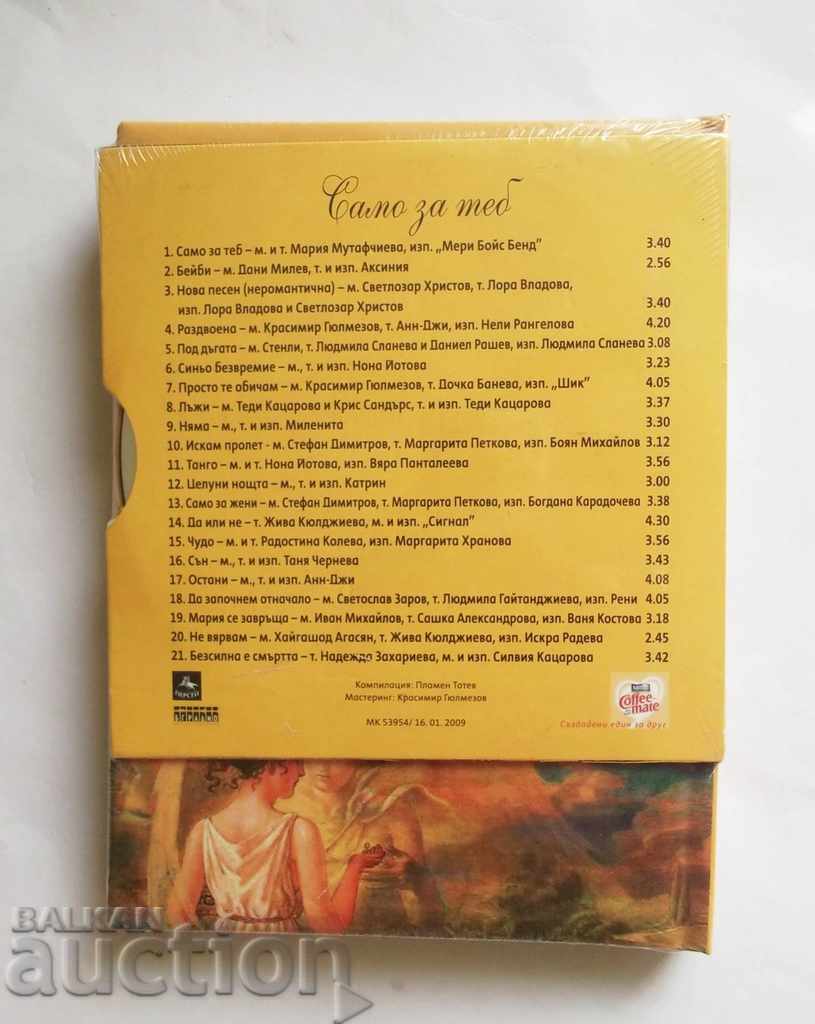 Само за теб
1. Само за теб – м. и т. Мария Мутафчиева, изп. „Мери Бойс Бенд” 3.40
2. Бейби – м. Дани Милев, т. и изп. Аксиния 2.56
3. Нова песен (неромантична) – м. Светлозар Христов, т. Лора Владова,
изп. Лора Владова и Светлозар Христов 3.40
4. Раздвоена – м. Красимир Гюлмезов, т. Анн-Джи, изп. Нели Рангелова 4.20
5. Под дъгата – м. Стенли, т. Людмила Сланева и Даниел Рашев, изп. Людмила Сланева 3.08
6. Синьо Безвремие – м., т. и изп. Нона Йотова 3.23
7. Просто те обичам – м. Красимир Гюлмезов, т. Дочка Банева, изп. „Шик” 4.05
8. Лъжи – м. Теди Кацарова и Крис Сандърс, т. и изп. Теди Кацарова 3.37
9. Няма – м., т. и изп. Миленита 3.30
10. Искам пролет - м. Стефан Димитров, т. Маргарита Петкова, изп. Боян Михайлов 3.12
11. Танго – м. и т. Нона Йотова, изп. Вяра Панталеева 3.56
12. Целуни нощта – м., т. и изп. Катрин 3.00
13. Само за жени – м. Стефан Димитров, т. Маргарита Петкова, изп. Богдана Карадочева 3.38
14. Да или не – т. Жива Кюлджиева, м. и изп. „Сигнал” 4.30
15. Чудо – м. и т. Радостина Колева, изп. Маргарита Хранова 3.56
16. Сън – м., т. и изп. Таня Чернева 3.43
17. Остани – м., т. и изп. Анн-Джи 4.08
18. Да започнем отначало – м. Светослав Заров, т. Людмила Гайтанджиева, изп. Рени 4.05
19. Мария се завръща – м. Иван Михайлов, т. Сашка Александрова, изп. Ваня Костова 3.18
20. Не вярвам – м. Хайгашод Агасян, т. Жива Кюлджиева, изп. Искра Радева 2.45
21. Безсилна е смъртта – т. Надежда Захариева, м. и изп. Силвия Кацарова 3.42
Компилация: Пламен Тотев
Мастеринг: Красимир Гюлмезов
МК 53954/ 16. 01. 2009
ПЕРСЕЙ
Coffee-
mate
Създадени един за друг
BALKAN
auction